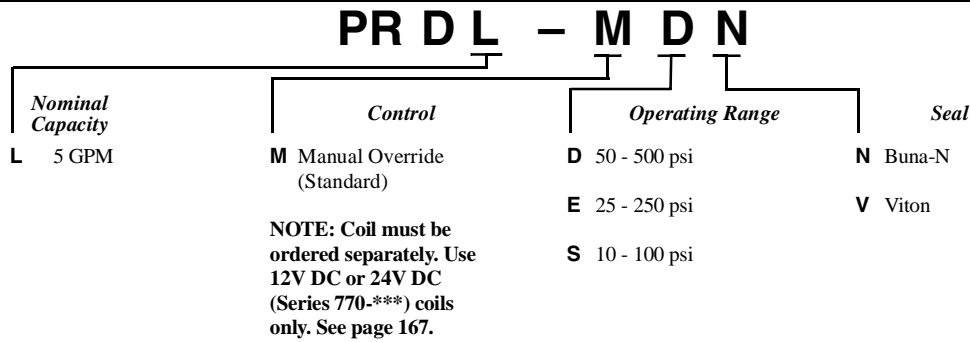 PR D L – M D N
Nominal
Capacity
L 5 GPM
Control
M Manual Override
(Standard)
NOTE: Coil must be
ordered separately. Use
12V DC or 24V DC
(Series 770-***) coils
only. See page 167.
Operating Range
D 50 - 500 psi
E 25 - 250 psi
S 10 - 100 psi
Seal
N Buna-N
V Viton